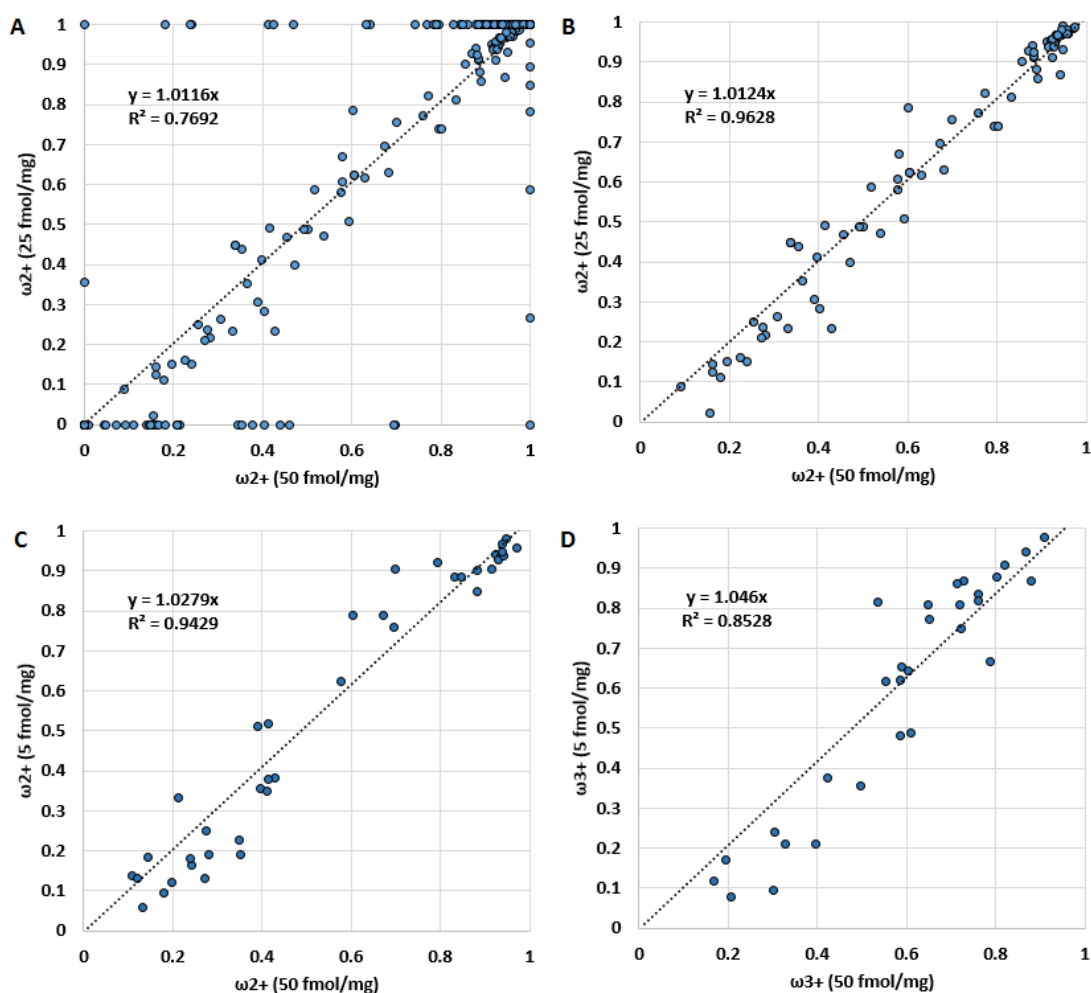 A
1
0.9
0.8
0.7
0.6
0.5
0.4
0.3
0.2
0.1
0
ω2+ (25 fmol/mg)
y = 1.0116x
R² = 0.7692
0 0.2 0.4 0.6 0.8 1
ω2+ (50 fmol/mg)
B
1
0.9
0.8
0.7
0.6
0.5
0.4
0.3
0.2
0.1
0
ω2+ (25 fmol/mg)
y = 1.0124x
R² = 0.9628
0 0.2 0.4 0.6 0.8 1
ω2+ (50 fmol/mg)
C
1
0.9
0.8
0.7
0.6
0.5
0.4
0.3
0.2
0.1
0
ω2+ (5 fmol/mg)
y = 1.0279x
R² = 0.9429
0 0.2 0.4 0.6 0.8 1
ω2+ (50 fmol/mg)
D
1
0.9
0.8
0.7
0.6
0.5
0.4
0.3
0.2
0.1
0
ω3+ (5 fmol/mg)
y = 1.046x
R² = 0.8528
0 0.2 0.4 0.6 0.8 1
ω3+ (50 fmol/mg)